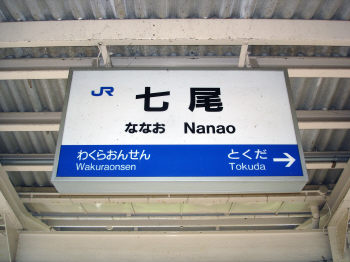 JR
七尾
ななお Nanao
わくらおんせん とくだ
Wakuraonsen Tokuda